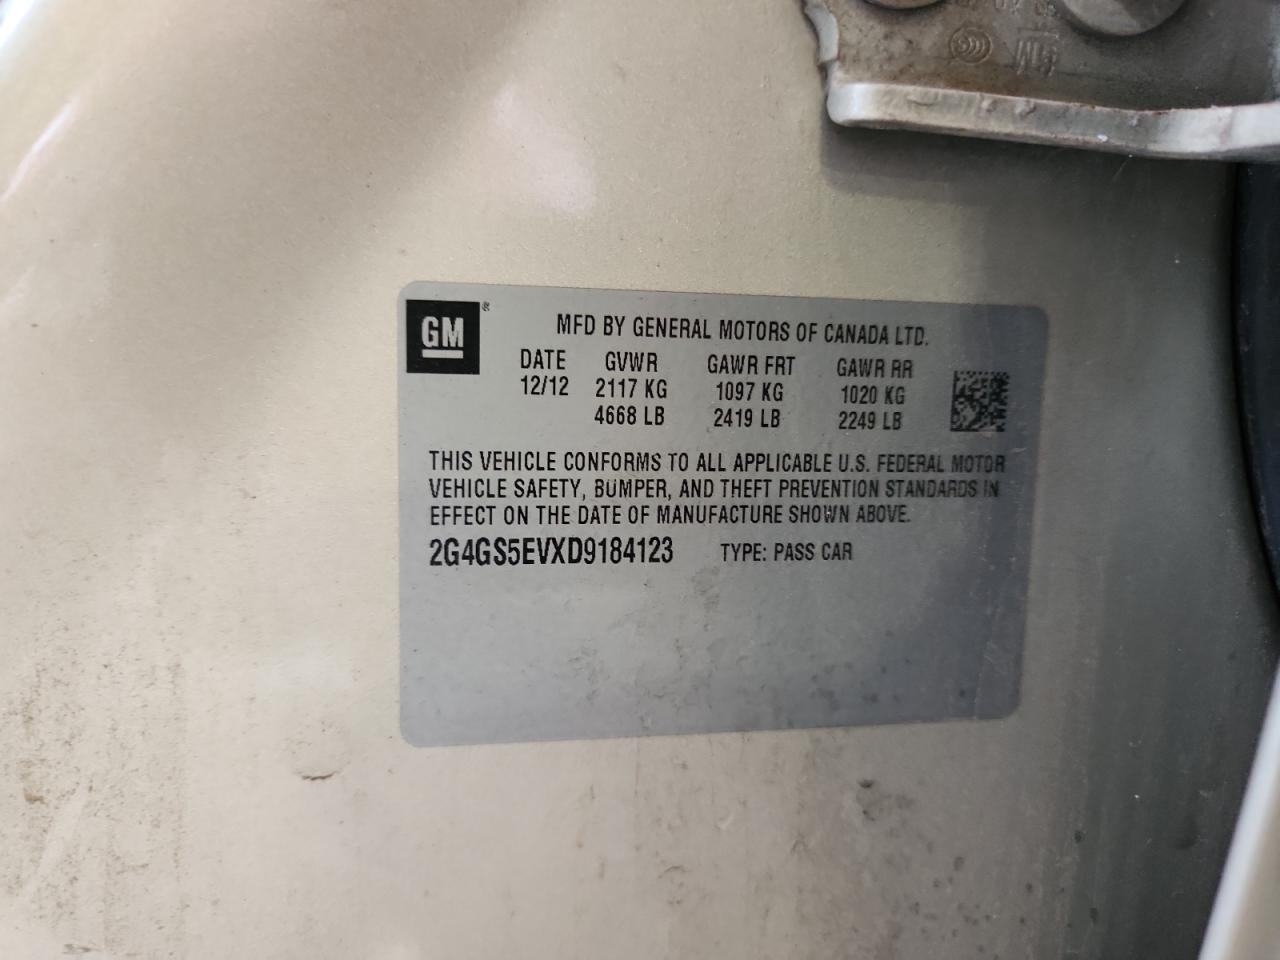 GM ®
MFD BY GENERAL MOTORS OF CANADA LTD.
DATE GVWR GAWR FRT GAWR RR
12/12 2117 KG 1097 KG 1020 KG
4668 LB 2419 LB 2249 LB
THIS VEHICLE CONFORMS TO ALL APPLICABLE U.S. FEDERAL MOTOR
VEHICLE SAFETY, BUMPER, AND THEFT PREVENTION STANDARDS IN
EFFECT ON THE DATE OF MANUFACTURE SHOWN ABOVE.
2G4GS5EVXD9184123 TYPE: PASS CAR